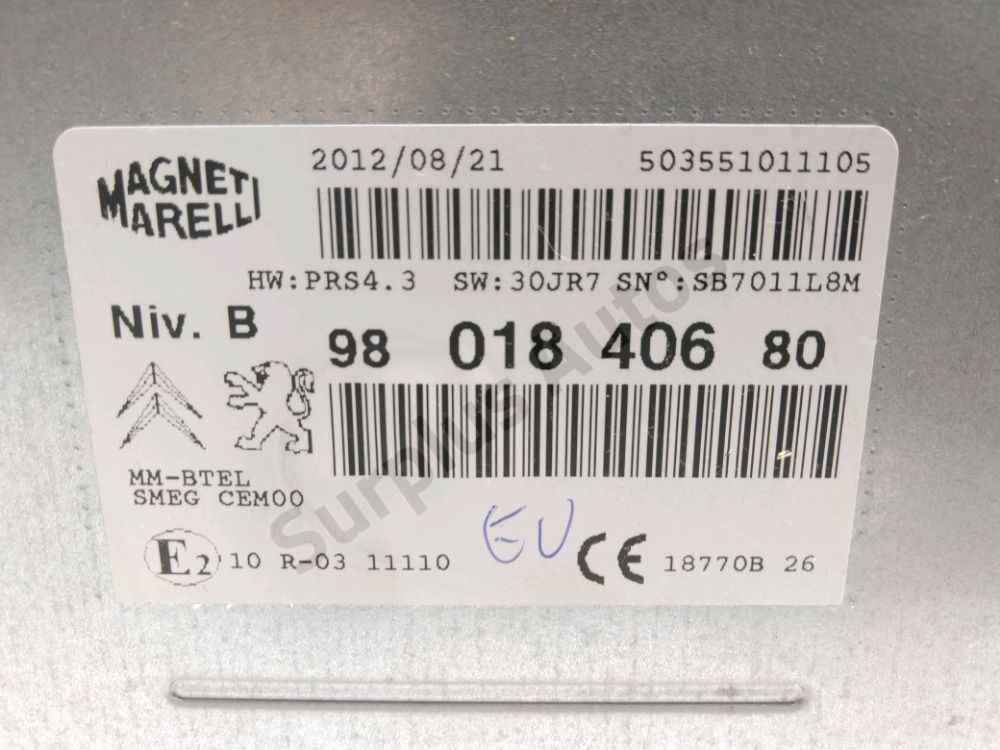 MAGNETI
MARELLI
2012/08/21 503551011105
HW:PRS4.3 SW:30JR7 SN°:SB7011L8M
Niv. B 98 018 406 80
MM-BTEL
SMEG CEM00
E2 10 R-03 11110 EU CE 18770B 26
Surplus Autos